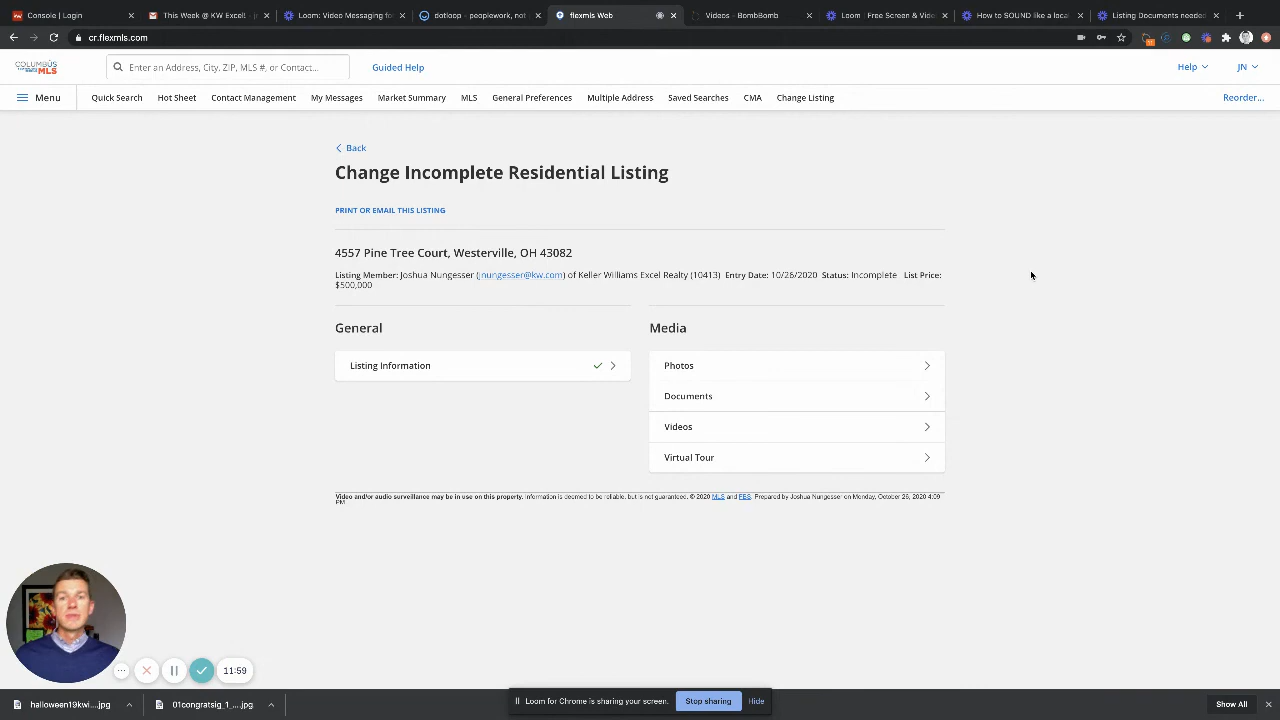 Console | Login
This Week @ KW Excel! - j
Loom: Video Messaging fo
dotloop - peoplework, not
flexmls Web
Videos - BombBomb
Loom - Free Screen & Vide
How to SOUND like a local
Listing Documents needed
cr.flexmls.com
COLUMBUS
MLS
Enter an Address, City, ZIP, MLS #, or Contact...
Guided Help
Help
JN
Menu
Quick Search
Hot Sheet
Contact Management
My Messages
Market Summary
MLS
General Preferences
Multiple Address
Saved Searches
CMA
Change Listing
Reorder...
Back
Change Incomplete Residential Listing
PRINT OR EMAIL THIS LISTING
4557 Pine Tree Court, Westerville, OH 43082
Listing Member: Joshua Nungesser (jnungesser@kw.com) of Keller Williams Excel Realty (10413) Entry Date: 10/26/2020 Status: Incomplete List Price:
$500,000
General
Media
Listing Information
Photos
Documents
Videos
Virtual Tour
Video and/or audio surveillance may be in use on this property. Information is deemed to be reliable, but is not guaranteed. © 2020 MLS and FBS. Prepared by Joshua Nungesser on Monday, October 26, 2020 4:09
PM
11:59
halloween19kwi....jpg
01congratsig_1_...jpg
Loom for Chrome is sharing your screen.
Stop sharing
Hide
Show All